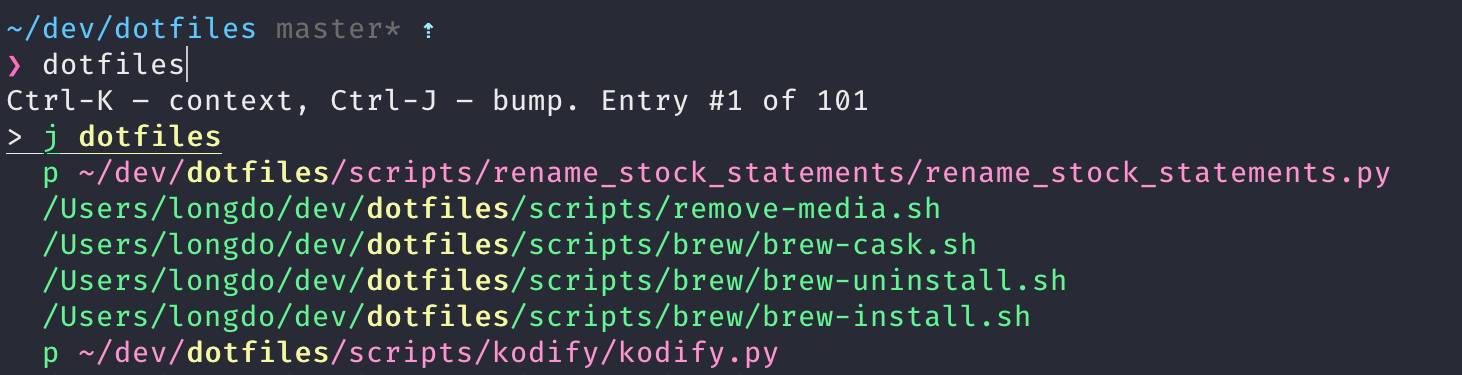 ~/dev/dotfiles master* ⇡
❯ dotfiles
Ctrl-K – context, Ctrl-J – bump. Entry #1 of 101
> j dotfiles
p ~/dev/dotfiles/scripts/rename_stock_statements/rename_stock_statements.py
/Users/longdo/dev/dotfiles/scripts/remove-media.sh
/Users/longdo/dev/dotfiles/scripts/brew/brew-cask.sh
/Users/longdo/dev/dotfiles/scripts/brew/brew-uninstall.sh
/Users/longdo/dev/dotfiles/scripts/brew/brew-install.sh
p ~/dev/dotfiles/scripts/kodify/kodify.py